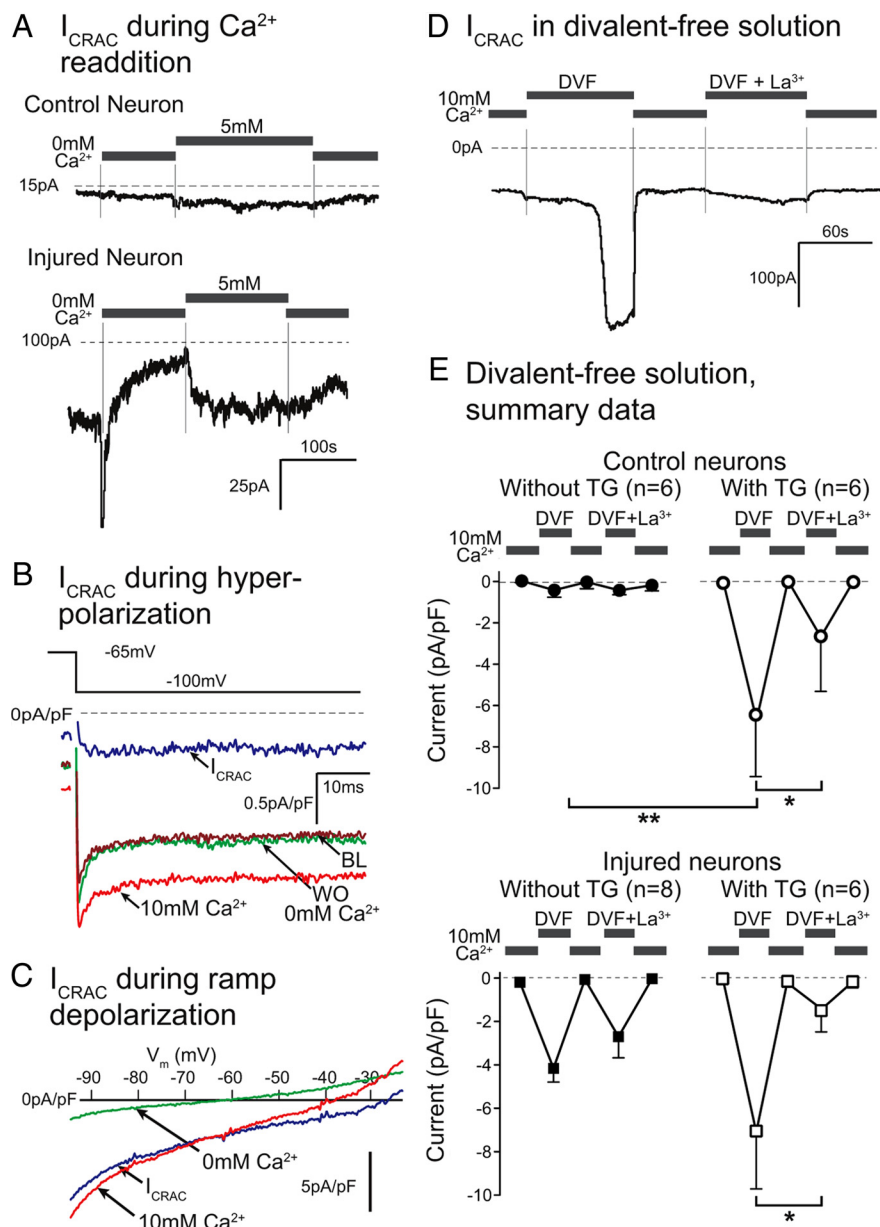 A I_CRAC during Ca²⁺
readdition
Control Neuron
5mM
0mM
Ca²⁺
15pA
Injured Neuron
5mM
0mM
Ca²⁺
100pA
100s
25pA
B I_CRAC during hyper-
polarization
-65mV
-100mV
0pA/pF
I_CRAC
10ms
0.5pA/pF
BL
WO
0mM Ca²⁺
10mM Ca²⁺
C I_CRAC during ramp
depolarization
V_m (mV)
-90 -80 -70 -60 -50 -40 -30
0pA/pF
0mM Ca²⁺
I_CRAC
10mM Ca²⁺
5pA/pF
D I_CRAC in divalent-free solution
DVF DVF + La³⁺
10mM
Ca²⁺
0pA
60s
100pA
E Divalent-free solution,
summary data
Control neurons
Without TG (n=6) With TG (n=6)
DVF DVF+La³⁺ DVF DVF+La³⁺
10mM
Ca²⁺
Current (pA/pF)
0
-2
-4
-6
-8
-10
** *
Injured neurons
Without TG (n=8) With TG (n=6)
DVF DVF+La³⁺ DVF DVF+La³⁺
10mM
Ca²⁺
Current (pA/pF)
0
-2
-4
-6
-8
-10
*